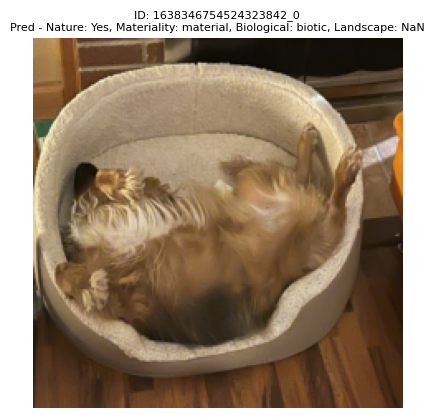 ID: 1638346754524323842_0
Pred - Nature: Yes, Materiality: material, Biological: biotic, Landscape: NaN